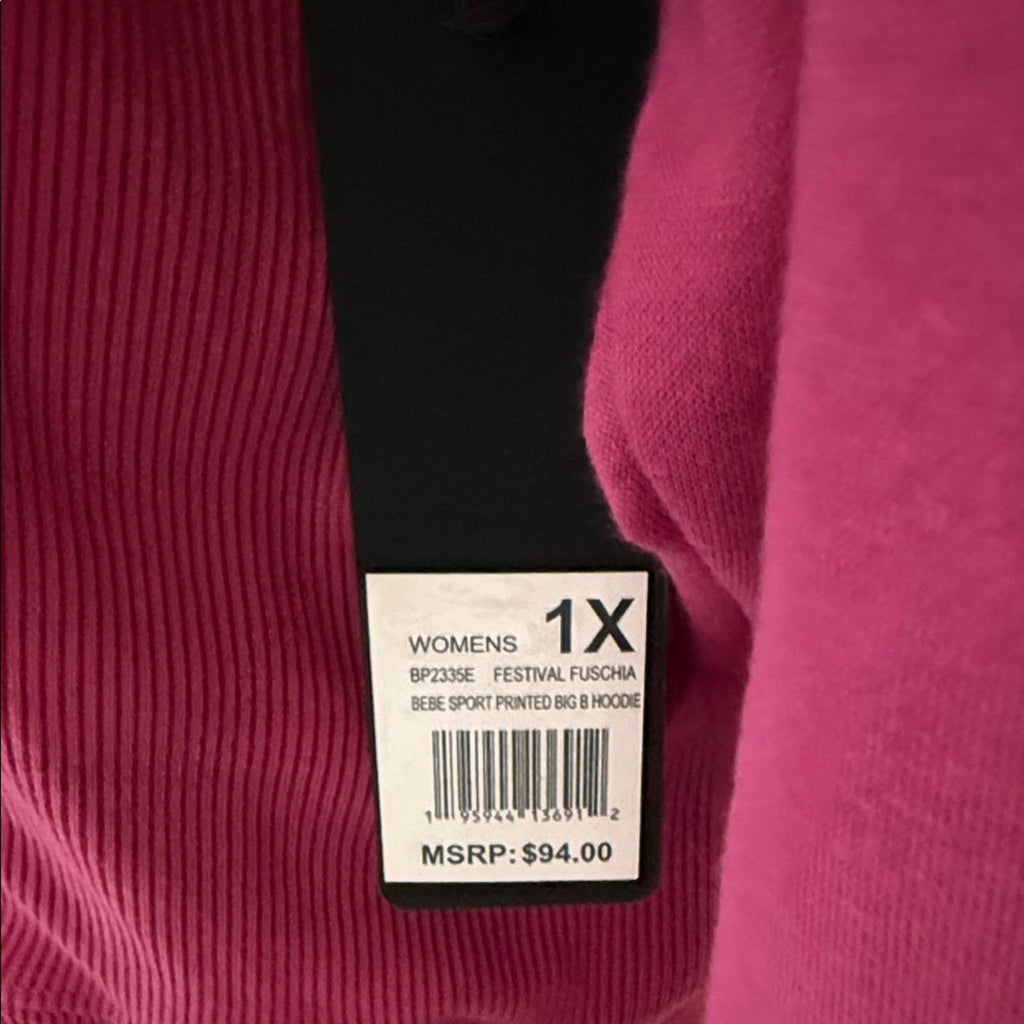 WOMENS 1X
BP2335E FESTIVAL FUSCHIA
BEBE SPORT PRINTED BIG B HOODIE
1 95944 13691 2
MSRP: $94.00